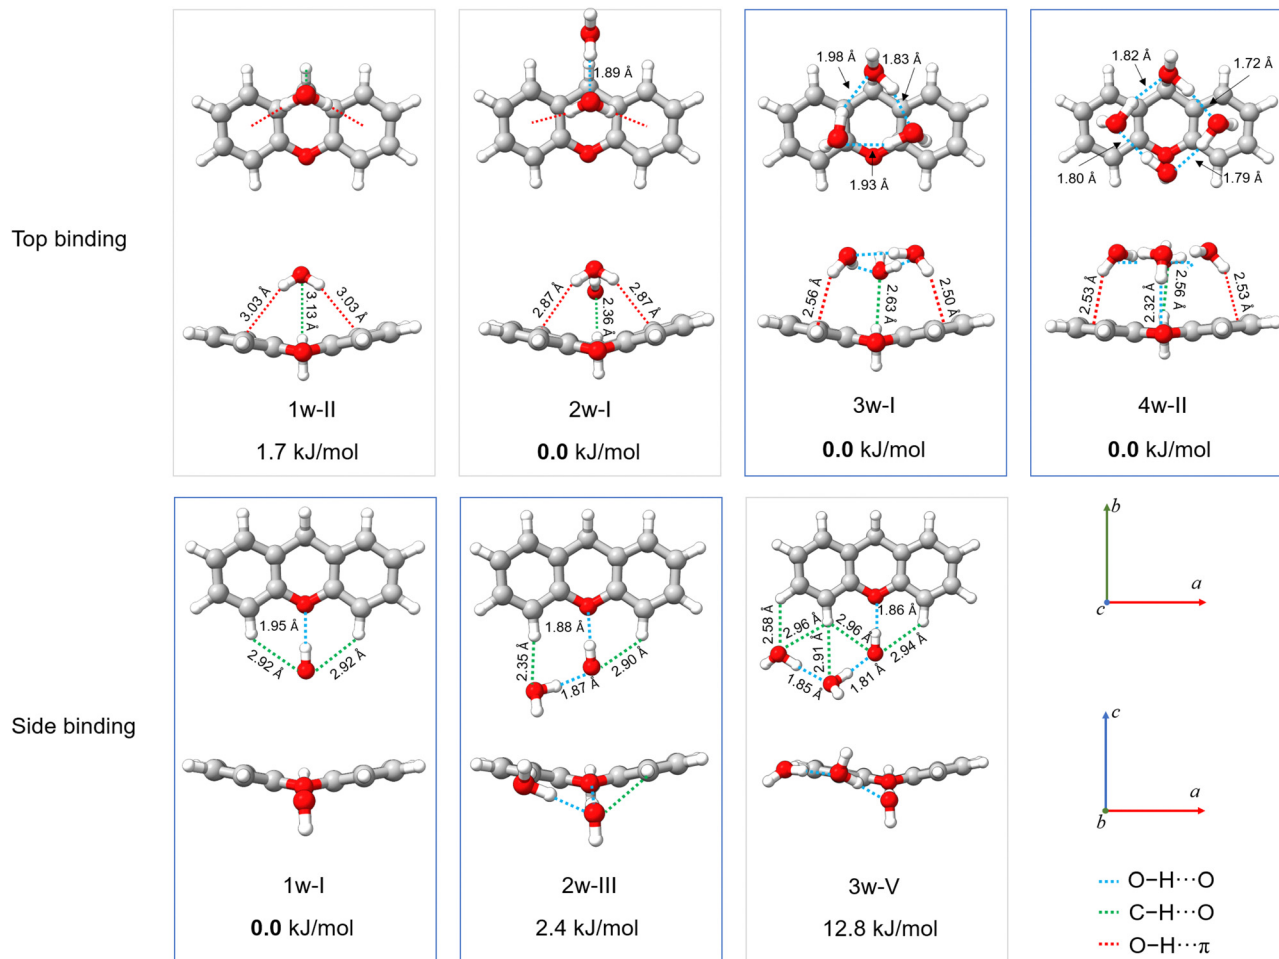 Top binding
1.89 Å
1.98 Å
1.83 Å
1.93 Å
1.82 Å
1.72 Å
1.80 Å
1.79 Å
3.03 Å
3.13 Å
3.03 Å
2.87 Å
2.36 Å
2.87 Å
2.56 Å
2.63 Å
2.50 Å
2.53 Å
2.32 Å
2.56 Å
2.53 Å
1w-II
2w-I
3w-I
4w-II
1.7 kJ/mol
0.0 kJ/mol
0.0 kJ/mol
0.0 kJ/mol
Side binding
1.95 Å
2.92 Å
2.92 Å
1.88 Å
2.35 Å
1.87 Å
2.90 Å
1.86 Å
2.58 Å
2.96 Å
2.91 Å
2.96 Å
2.94 Å
1.85 Å
1.81 Å
1w-I
2w-III
3w-V
0.0 kJ/mol
2.4 kJ/mol
12.8 kJ/mol
b
a
c
c
a
b
O−H···O
C−H···O
O−H···π